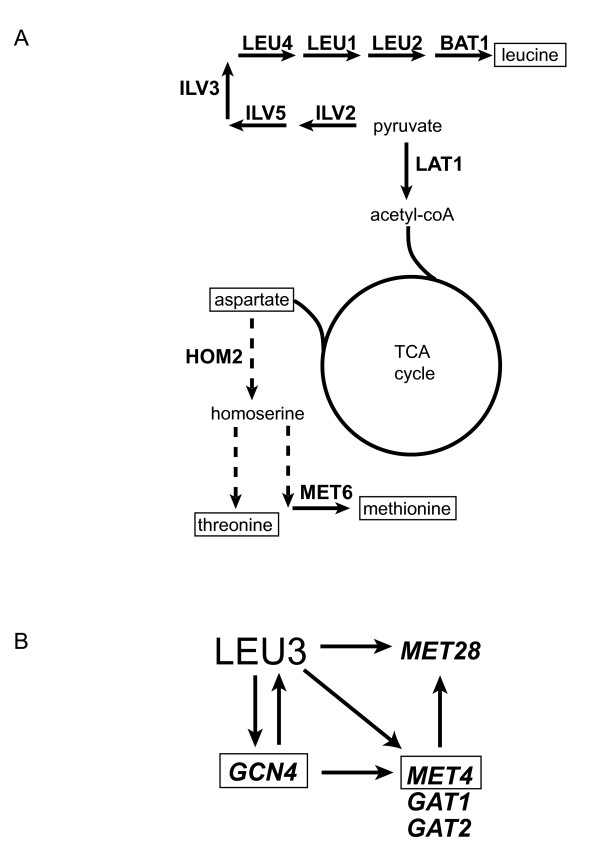 A
LEU4 LEU1 LEU2 BAT1
leucine
ILV3
ILV5 ILV2
pyruvate
LAT1
acetyl-coA
aspartate
TCA
cycle
HOM2
homoserine
MET6
threonine
methionine
B
LEU3
MET28
GCN4
MET4
GAT1
GAT2